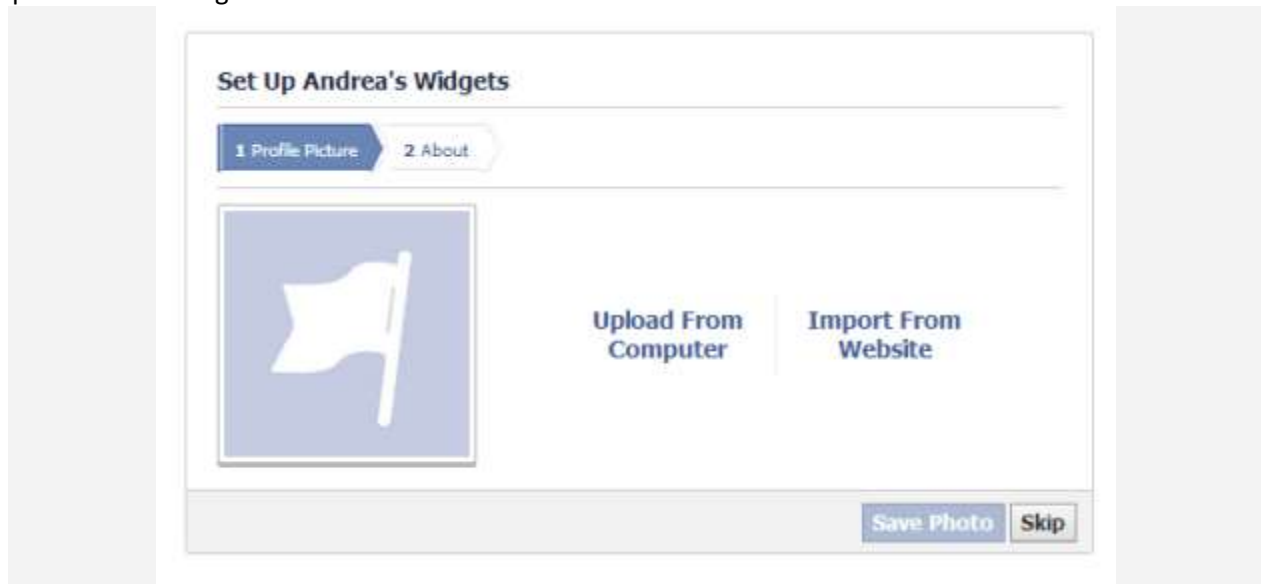 Set Up Andrea's Widgets
1 Profile Picture
2 About
Upload From
Computer
Import From
Website
Save Photo
Skip